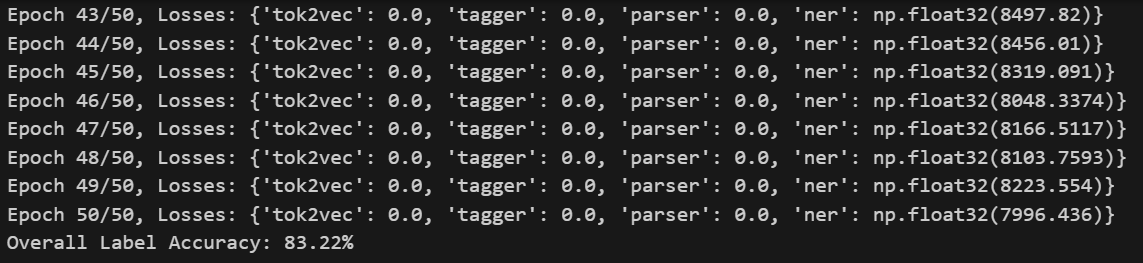 Epoch 43/50, Losses: {'tok2vec': 0.0, 'tagger': 0.0, 'parser': 0.0, 'ner': np.float32(8497.82)}
Epoch 44/50, Losses: {'tok2vec': 0.0, 'tagger': 0.0, 'parser': 0.0, 'ner': np.float32(8456.01)}
Epoch 45/50, Losses: {'tok2vec': 0.0, 'tagger': 0.0, 'parser': 0.0, 'ner': np.float32(8319.091)}
Epoch 46/50, Losses: {'tok2vec': 0.0, 'tagger': 0.0, 'parser': 0.0, 'ner': np.float32(8048.3374)}
Epoch 47/50, Losses: {'tok2vec': 0.0, 'tagger': 0.0, 'parser': 0.0, 'ner': np.float32(8166.5117)}
Epoch 48/50, Losses: {'tok2vec': 0.0, 'tagger': 0.0, 'parser': 0.0, 'ner': np.float32(8103.7593)}
Epoch 49/50, Losses: {'tok2vec': 0.0, 'tagger': 0.0, 'parser': 0.0, 'ner': np.float32(8223.554)}
Epoch 50/50, Losses: {'tok2vec': 0.0, 'tagger': 0.0, 'parser': 0.0, 'ner': np.float32(7996.436)}
Overall Label Accuracy: 83.22%